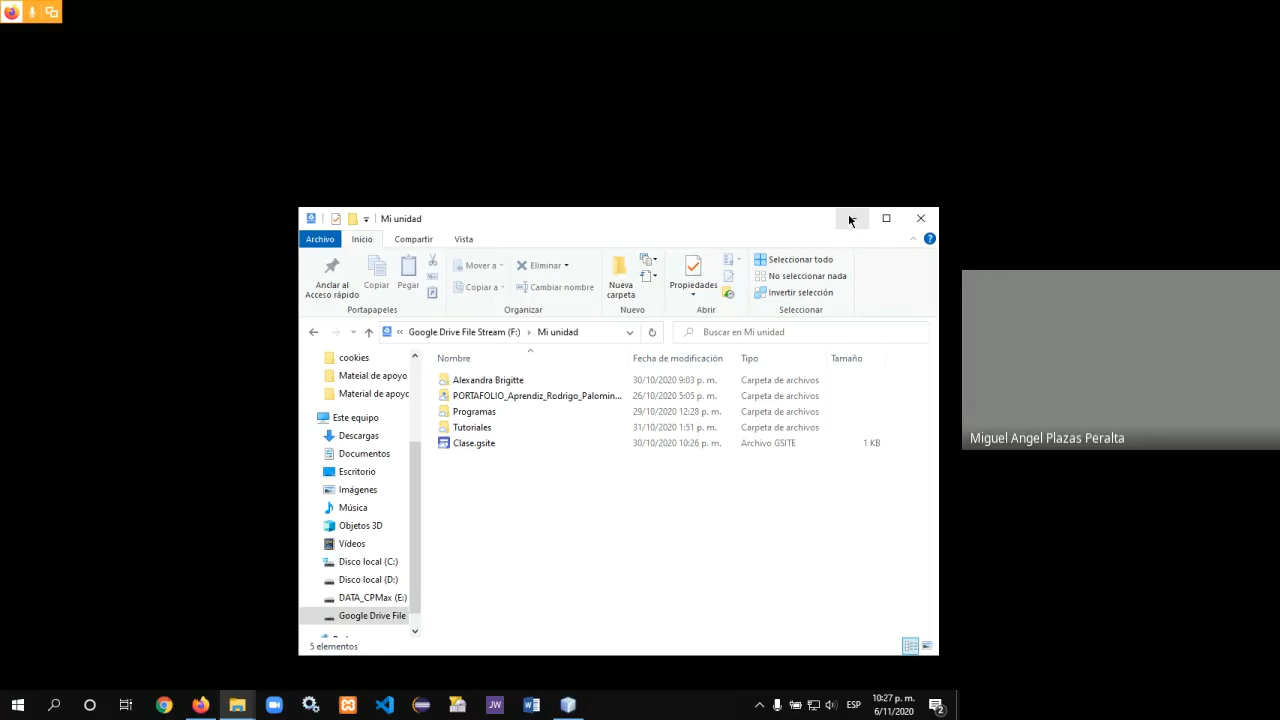 Mi unidad
Archivo Inicio Compartir Vista
Anclar al Acceso rápido
Copiar
Pegar
Mover a
Copiar a
Eliminar
Cambiar nombre
Nueva carpeta
Propiedades
Seleccionar todo
No seleccionar nada
Invertir selección
Portapapeles Organizar Nuevo Abrir Seleccionar
« Google Drive File Stream (F:) › Mi unidad
Buscar en Mi unidad
cookies
Mateial de apoyo
Material de apoyo
Este equipo
Descargas
Documentos
Escritorio
Imágenes
Música
Objetos 3D
Vídeos
Disco local (C:)
Disco local (D:)
DATA_CPMax (E:)
Google Drive File
Nombre Fecha de modificación Tipo Tamaño
Alexandra Brigitte 30/10/2020 9:03 p. m. Carpeta de archivos
PORTAFOLIO_Aprendiz_Rodrigo_Palomin... 26/10/2020 5:05 p. m. Carpeta de archivos
Programas 29/10/2020 12:28 p. m. Carpeta de archivos
Tutoriales 31/10/2020 1:51 p. m. Carpeta de archivos
Clase.gsite 30/10/2020 10:26 p. m. Archivo GSITE 1 KB
5 elementos
Miguel Angel Plazas Peralta
JW
ESP
10:27 p. m.
6/11/2020
2